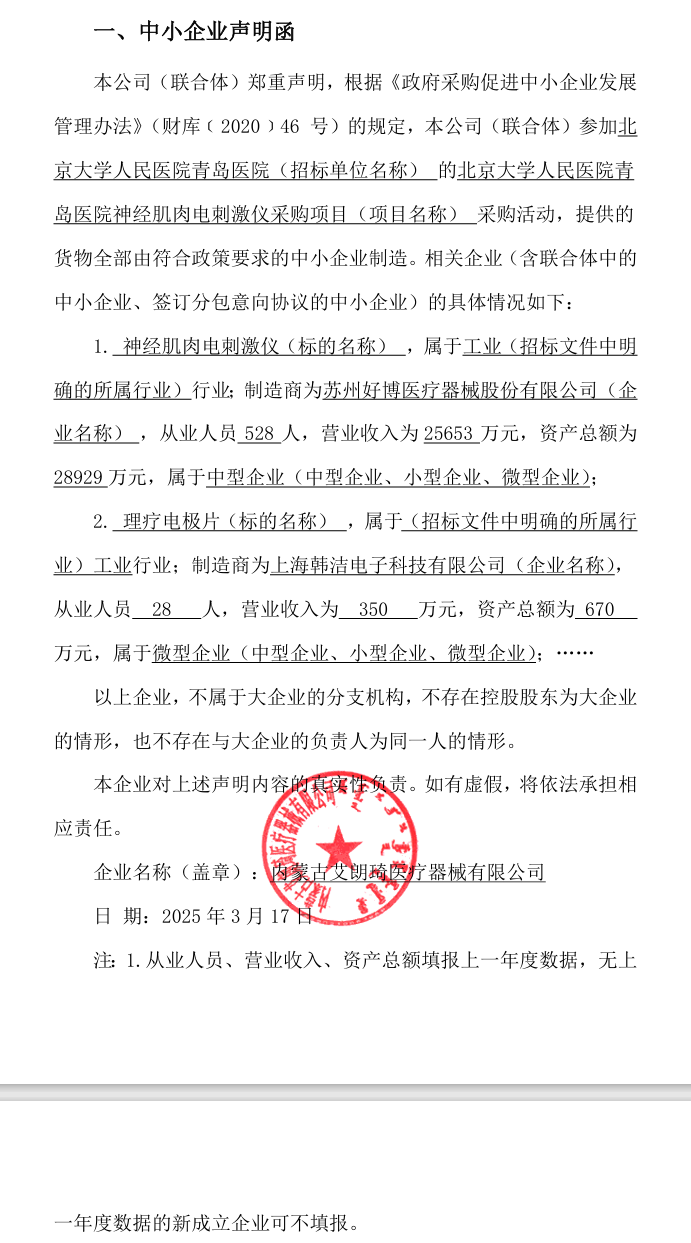 一、中小企业声明函
本公司（联合体）郑重声明，根据《政府采购促进中小企业发展
管理办法》（财库﹝2020﹞46 号）的规定，本公司（联合体）参加北
京大学人民医院青岛医院（招标单位名称） 的北京大学人民医院青
岛医院神经肌肉电刺激仪采购项目（项目名称） 采购活动，提供的
货物全部由符合政策要求的中小企业制造。相关企业（含联合体中的
中小企业、签订分包意向协议的中小企业）的具体情况如下：
1. 神经肌肉电刺激仪（标的名称） ，属于工业（招标文件中明
确的所属行业）行业；制造商为苏州好博医疗器械股份有限公司（企
业名称） ，从业人员 528 人，营业收入为 25653 万元，资产总额为
28929 万元，属于中型企业（中型企业、小型企业、微型企业）；
2. 理疗电极片（标的名称） ，属于（招标文件中明确的所属行
业）工业行业；制造商为上海韩洁电子科技有限公司（企业名称），
从业人员 28 人，营业收入为 350 万元，资产总额为 670
万元，属于微型企业（中型企业、小型企业、微型企业）；……
以上企业，不属于大企业的分支机构，不存在控股股东为大企业
的情形，也不存在与大企业的负责人为同一人的情形。
本企业对上述声明内容的真实性负责。如有虚假，将依法承担相
应责任。
企业名称（盖章）：内蒙古艾朗琦医疗器械有限公司
日 期：2025 年 3 月 17 日
注：1.从业人员、营业收入、资产总额填报上一年度数据，无上
一年度数据的新成立企业可不填报。